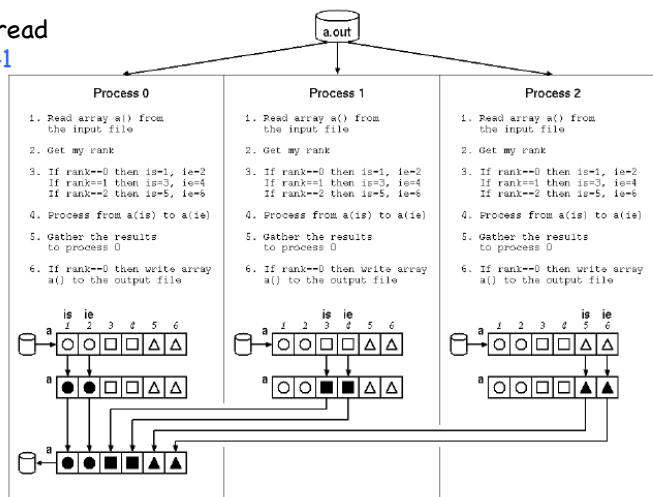 read
a.out
Process 0
1. Read array a() from
the input file
2. Get my rank
3. If rank==0 then is=1, ie=2
If rank==1 then is=3, ie=4
If rank==2 then is=5, ie=6
4. Process from a(is) to a(ie)
5. Gather the results
to process 0
6. If rank==0 then write array
a() to the output file
is ie
1 2 3 4 5 6
a
a
a
Process 1
1. Read array a() from
the input file
2. Get my rank
3. If rank==0 then is=1, ie=2
If rank==1 then is=3, ie=4
If rank==2 then is=5, ie=6
4. Process from a(is) to a(ie)
5. Gather the results
to process 0
6. If rank==0 then write array
a() to the output file
is ie
1 2 3 4 5 6
a
a
Process 2
1. Read array a() from
the input file
2. Get my rank
3. If rank==0 then is=1, ie=2
If rank==1 then is=3, ie=4
If rank==2 then is=5, ie=6
4. Process from a(is) to a(ie)
5. Gather the results
to process 0
6. If rank==0 then write array
a() to the output file
is ie
1 2 3 4 5 6
a
a